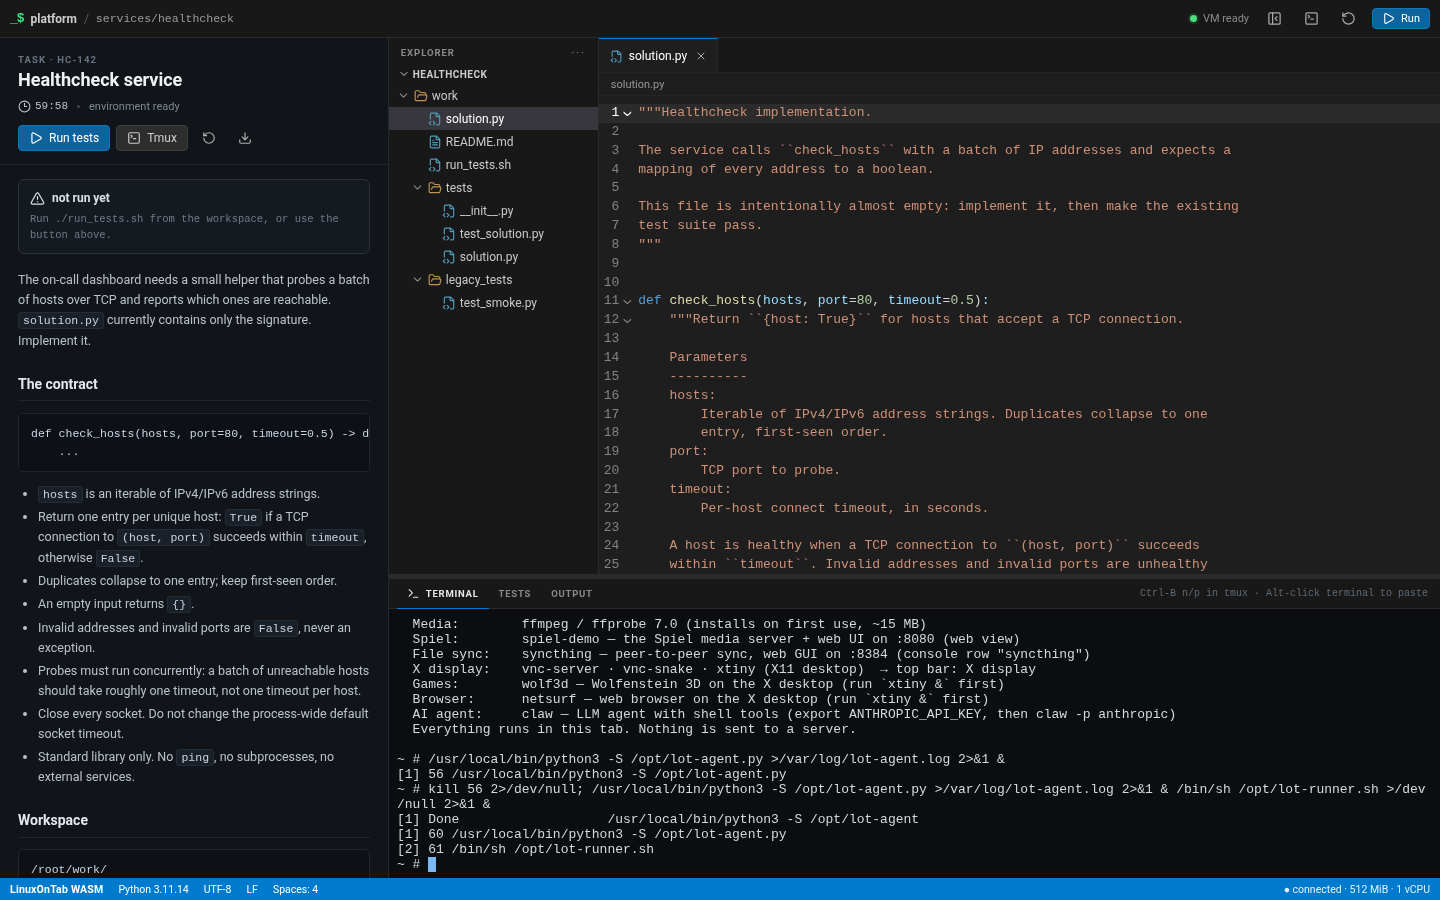 _$ platform / services/healthcheck
VM ready
Run
TASK · HC-142
Healthcheck service
59:58 • environment ready
Run tests
Tmux
not run yet
Run ./run_tests.sh from the workspace, or use the
button above.
The on-call dashboard needs a small helper that probes a batch
of hosts over TCP and reports which ones are reachable.
solution.py currently contains only the signature.
Implement it.
The contract
def check_hosts(hosts, port=80, timeout=0.5) -> d
...
• hosts is an iterable of IPv4/IPv6 address strings.
• Return one entry per unique host: True if a TCP
connection to (host, port) succeeds within timeout,
otherwise False.
• Duplicates collapse to one entry; keep first-seen order.
• An empty input returns {}.
• Invalid addresses and invalid ports are False, never an
exception.
• Probes must run concurrently: a batch of unreachable hosts
should take roughly one timeout, not one timeout per host.
• Close every socket. Do not change the process-wide default
socket timeout.
• Standard library only. No ping, no subprocesses, no
external services.
Workspace
/root/work/
EXPLORER ...
HEALTHCHECK
work
solution.py
README.md
run_tests.sh
tests
__init__.py
test_solution.py
solution.py
legacy_tests
test_smoke.py
solution.py
solution.py
1 """Healthcheck implementation.
2
3 The service calls ``check_hosts`` with a batch of IP addresses and expects a
4 mapping of every address to a boolean.
5
6 This file is intentionally almost empty: implement it, then make the existing
7 test suite pass.
8 """
9
10
11 def check_hosts(hosts, port=80, timeout=0.5):
12 """Return ``{host: True}`` for hosts that accept a TCP connection.
13
14 Parameters
15 ----------
16 hosts:
17 Iterable of IPv4/IPv6 address strings. Duplicates collapse to one
18 entry, first-seen order.
19 port:
20 TCP port to probe.
21 timeout:
22 Per-host connect timeout, in seconds.
23
24 A host is healthy when a TCP connection to ``(host, port)`` succeeds
25 within ``timeout``. Invalid addresses and invalid ports are unhealthy
TERMINAL TESTS OUTPUT
Ctrl-B n/p in tmux · Alt-click terminal to paste
Media: ffmpeg / ffprobe 7.0 (installs on first use, ~15 MB)
Spiel: spiel-demo — the Spiel media server + web UI on :8080 (web view)
File sync: syncthing — peer-to-peer sync, web GUI on :8384 (console row "syncthing")
X display: vnc-server · vnc-snake · xtiny (X11 desktop) → top bar: X display
Games: wolf3d — Wolfenstein 3D on the X desktop (run `xtiny &` first)
Browser: netsurf — web browser on the X desktop (run `xtiny &` first)
AI agent: claw — LLM agent with shell tools (export ANTHROPIC_API_KEY, then claw -p anthropic)
Everything runs in this tab. Nothing is sent to a server.
~ # /usr/local/bin/python3 -S /opt/lot-agent.py >/var/log/lot-agent.log 2>&1 &
[1] 56 /usr/local/bin/python3 -S /opt/lot-agent.py
~ # kill 56 2>/dev/null; /usr/local/bin/python3 -S /opt/lot-agent.py >/var/log/lot-agent.log 2>&1 & /bin/sh /opt/lot-runner.sh >/dev
/null 2>&1 &
[1] Done /usr/local/bin/python3 -S /opt/lot-agent
[1] 60 /usr/local/bin/python3 -S /opt/lot-agent.py
[2] 61 /bin/sh /opt/lot-runner.sh
~ #
LinuxOnTab WASM Python 3.11.14 UTF-8 LF Spaces: 4
● connected · 512 MiB · 1 vCPU